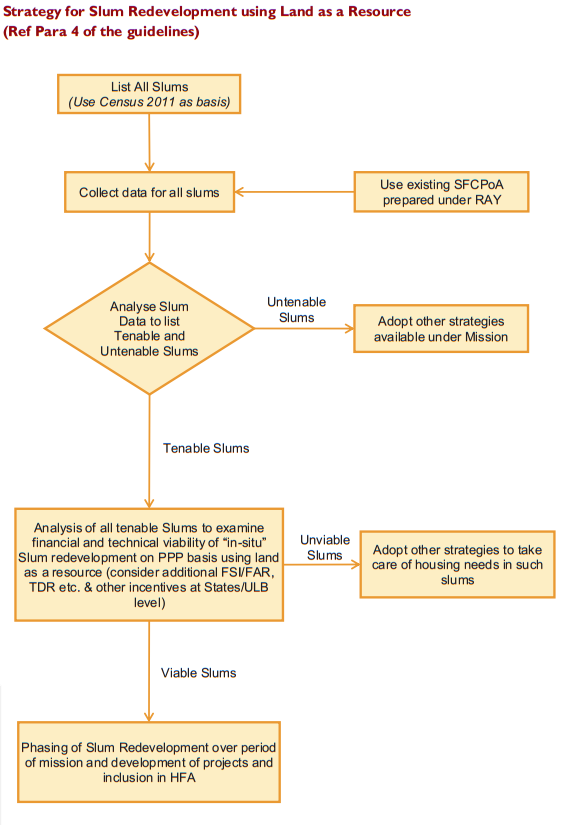 Strategy for Slum Redevelopment using Land as a Resource
(Ref Para 4 of the guidelines)
List All Slums
(Use Census 2011 as basis)
Collect data for all slums
Use existing SFCPoA
prepared under RAY
Analyse Slum
Data to list
Tenable and
Untenable Slums
Untenable
Slums
Adopt other strategies
available under Mission
Tenable Slums
Analysis of all tenable Slums to examine
financial and technical viability of “in-situ”
Slum redevelopment on PPP basis using land
as a resource (consider additional FSI/FAR,
TDR etc. & other incentives at States/ULB
level)
Unviable
Slums
Adopt other strategies to take
care of housing needs in such
slums
Viable Slums
Phasing of Slum Redevelopment over period
of mission and development of projects and
inclusion in HFA